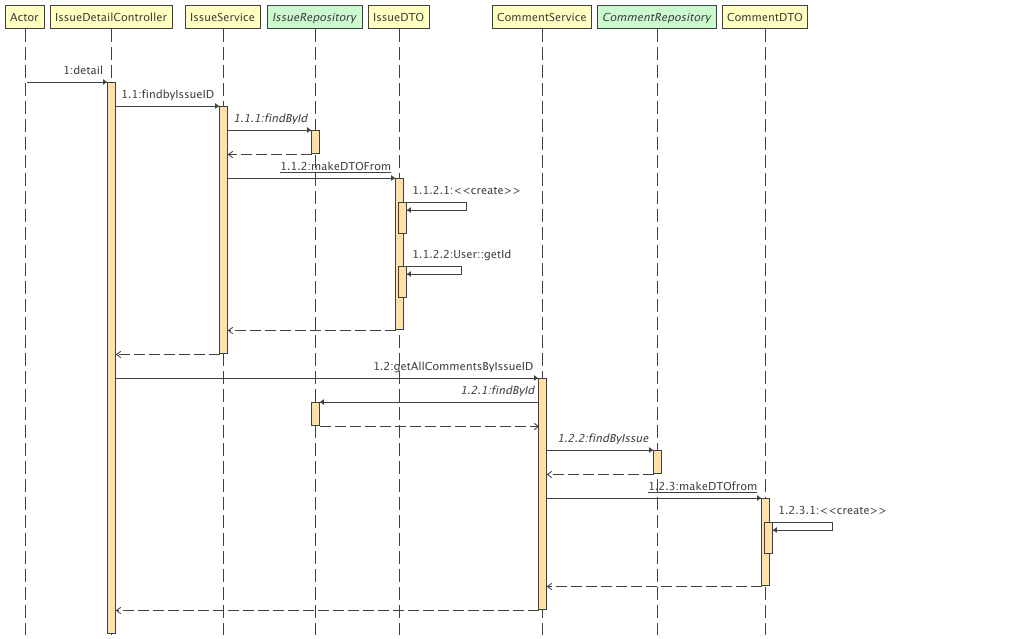 Actor
IssueDetailController
IssueService
IssueRepository
IssueDTO
CommentService
CommentRepository
CommentDTO
1:detail
1.1:findbyIssueID
1.1.1:findById
1.1.2:makeDTOFrom
1.1.2.1:<<create>>
1.1.2.2:User::getId
1.2:getAllCommentsByIssueID
1.2.1:findById
1.2.2:findByIssue
1.2.3:makeDTOfrom
1.2.3.1:<<create>>